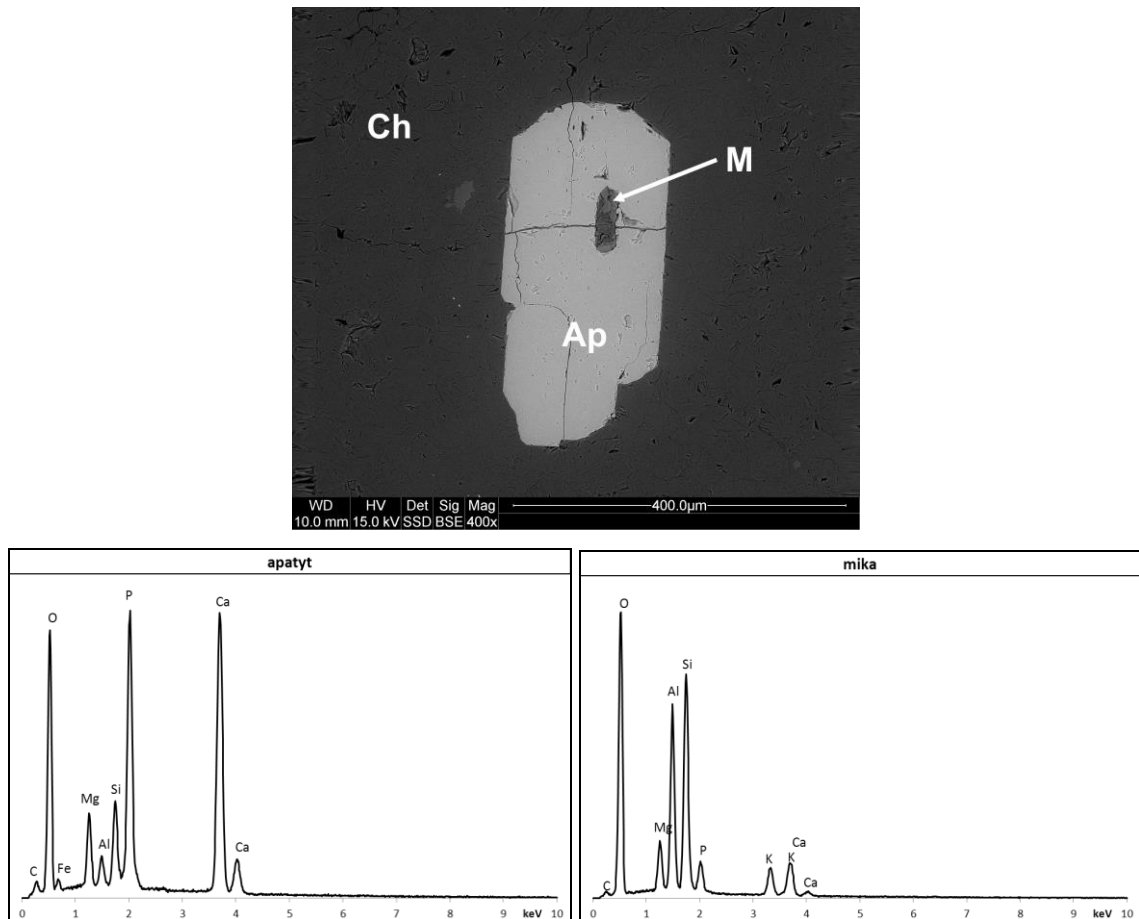 Ch
M
Ap
WD HV Det Sig Mag 400.0µm
10.0 mm 15.0 kV SSD BSE 400x
apatyt
O P Ca
Mg Si
C Fe Al Ca
0 1 2 3 4 5 6 7 8 9 keV 10
mika
O
Si
Al
Mg P K K Ca
C Ca
0 1 2 3 4 5 6 7 8 9 keV 10